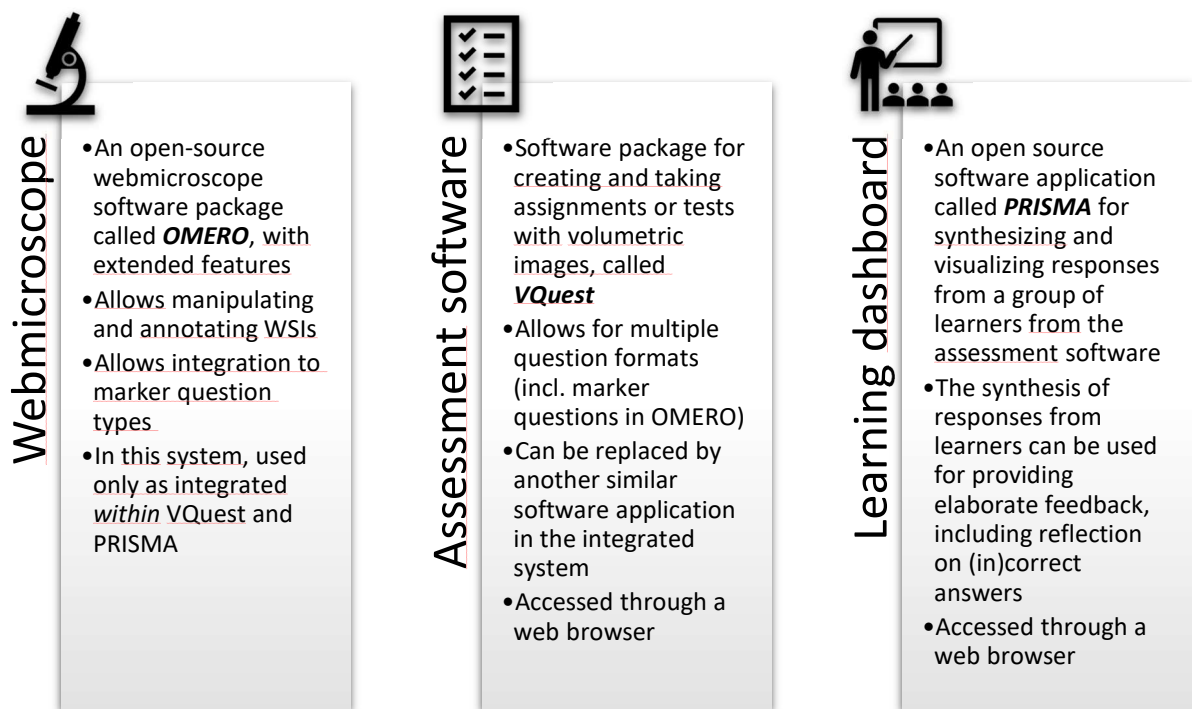 Webmicroscope
•An open-source
webmicroscope
software package
called OMERO, with
extended features
•Allows manipulating
and annotating WSIs
•Allows integration to
marker question
types
•In this system, used
only as integrated
within VQuest and
PRISMA
Assessment software
•Software package for
creating and taking
assignments or tests
with volumetric
images, called
VQuest
•Allows for multiple
question formats
(incl. marker
questions in OMERO)
•Can be replaced by
another similar
software application
in the integrated
system
•Accessed through a
web browser
Learning dashboard
•An open source
software application
called PRISMA for
synthesizing and
visualizing responses
from a group of
learners from the
assessment software
•The synthesis of
responses from
learners can be used
for providing
elaborate feedback,
including reflection
on (in)correct
answers
•Accessed through a
web browser